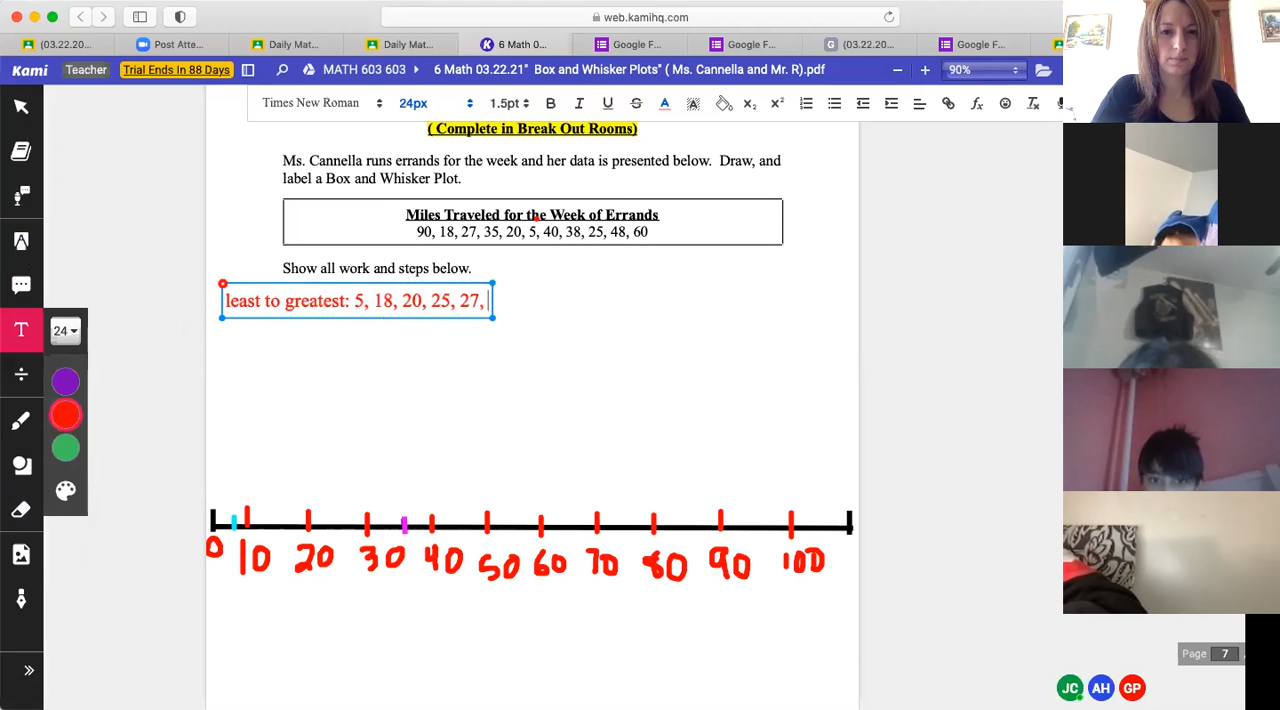 web.kamihq.com
(03.22.20...
Post Atte...
Daily Mat...
Daily Mat...
6 Math 0...
Google F...
Google F...
(03.22.20...
Google F...
Kami
Teacher
Trial Ends In 88 Days
MATH 603 603
6 Math 03.22.21" Box and Whisker Plots" ( Ms. Cannella and Mr. R).pdf
90%
Times New Roman
24px
1.5pt
( Complete in Break Out Rooms)
Ms. Cannella runs errands for the week and her data is presented below. Draw, and
label a Box and Whisker Plot.
Miles Traveled for the Week of Errands
90, 18, 27, 35, 20, 5, 40, 38, 25, 48, 60
Show all work and steps below.
least to greatest: 5, 18, 20, 25, 27,
24
0 10 20 30 40 50 60 70 80 90 100
Page 7
JC AH GP